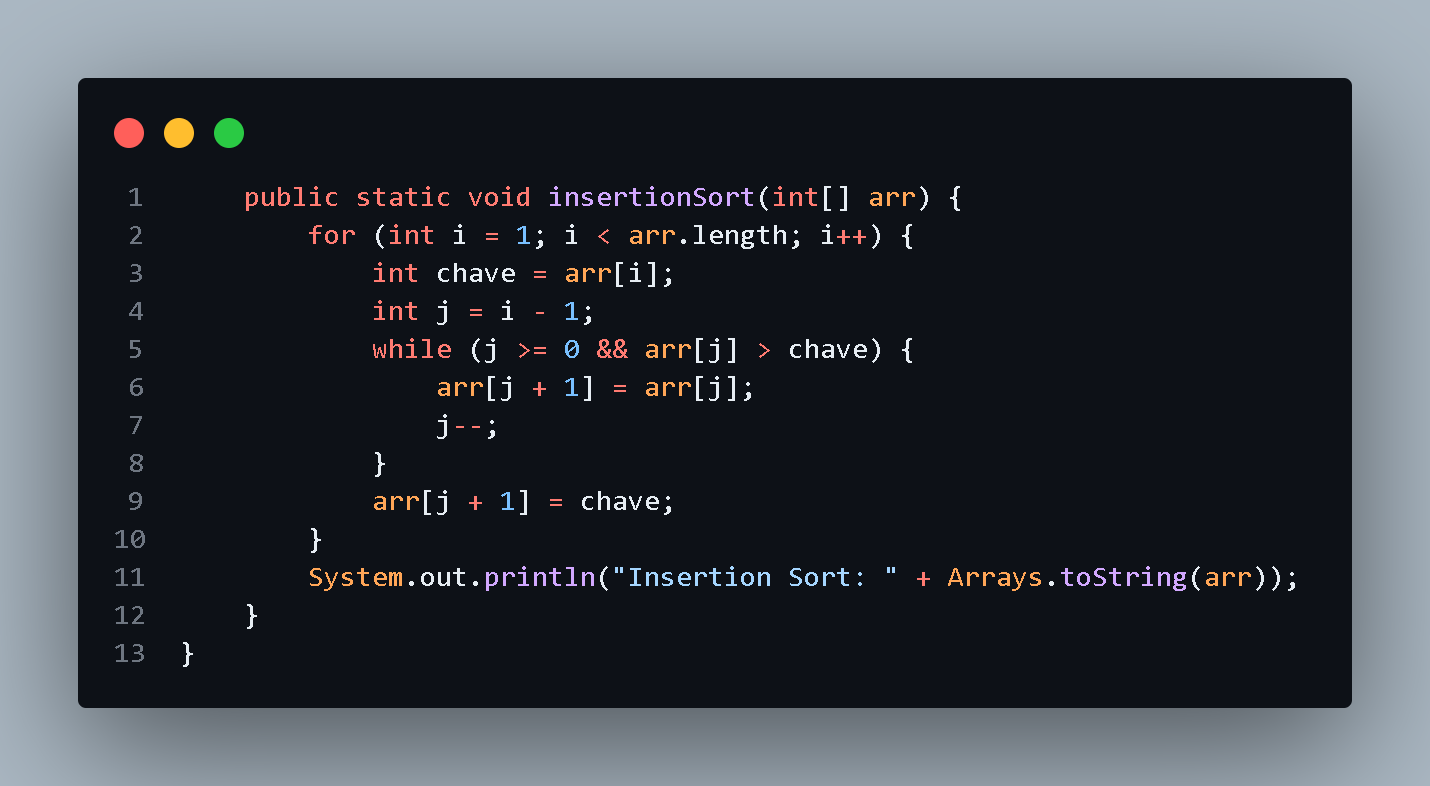 1     public static void insertionSort(int[] arr) {
2         for (int i = 1; i < arr.length; i++) {
3             int chave = arr[i];
4             int j = i - 1;
5             while (j >= 0 && arr[j] > chave) {
6                 arr[j + 1] = arr[j];
7                 j--;
8             }
9             arr[j + 1] = chave;
10         }
11         System.out.println("Insertion Sort: " + Arrays.toString(arr));
12     }
13 }